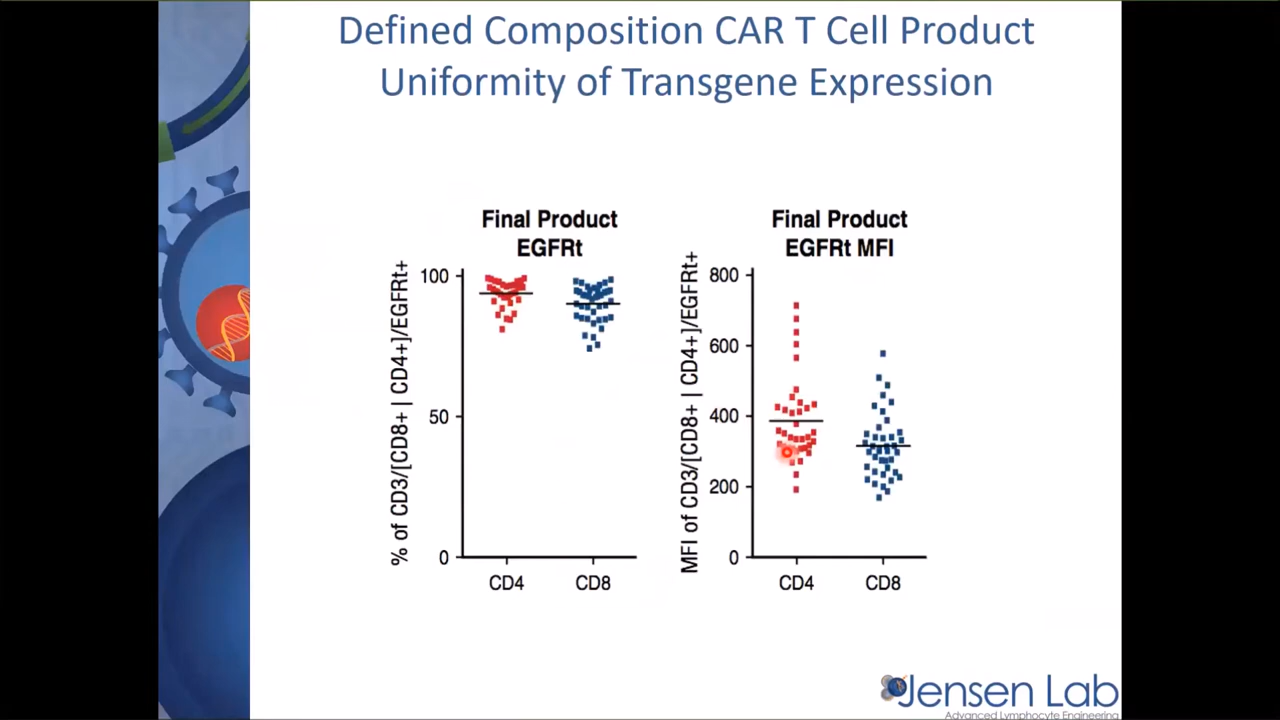 Defined Composition CAR T Cell Product
Uniformity of Transgene Expression
Final Product
EGFRt
% of CD3/[CD8+ | CD4+]/EGFRt+
100
50
0
CD4
CD8
Final Product
EGFRt MFI
MFI of CD3/[CD8+ | CD4+]/EGFRt+
800
600
400
200
0
CD4
CD8
Jensen Lab
Advanced Lymphocyte Engineering